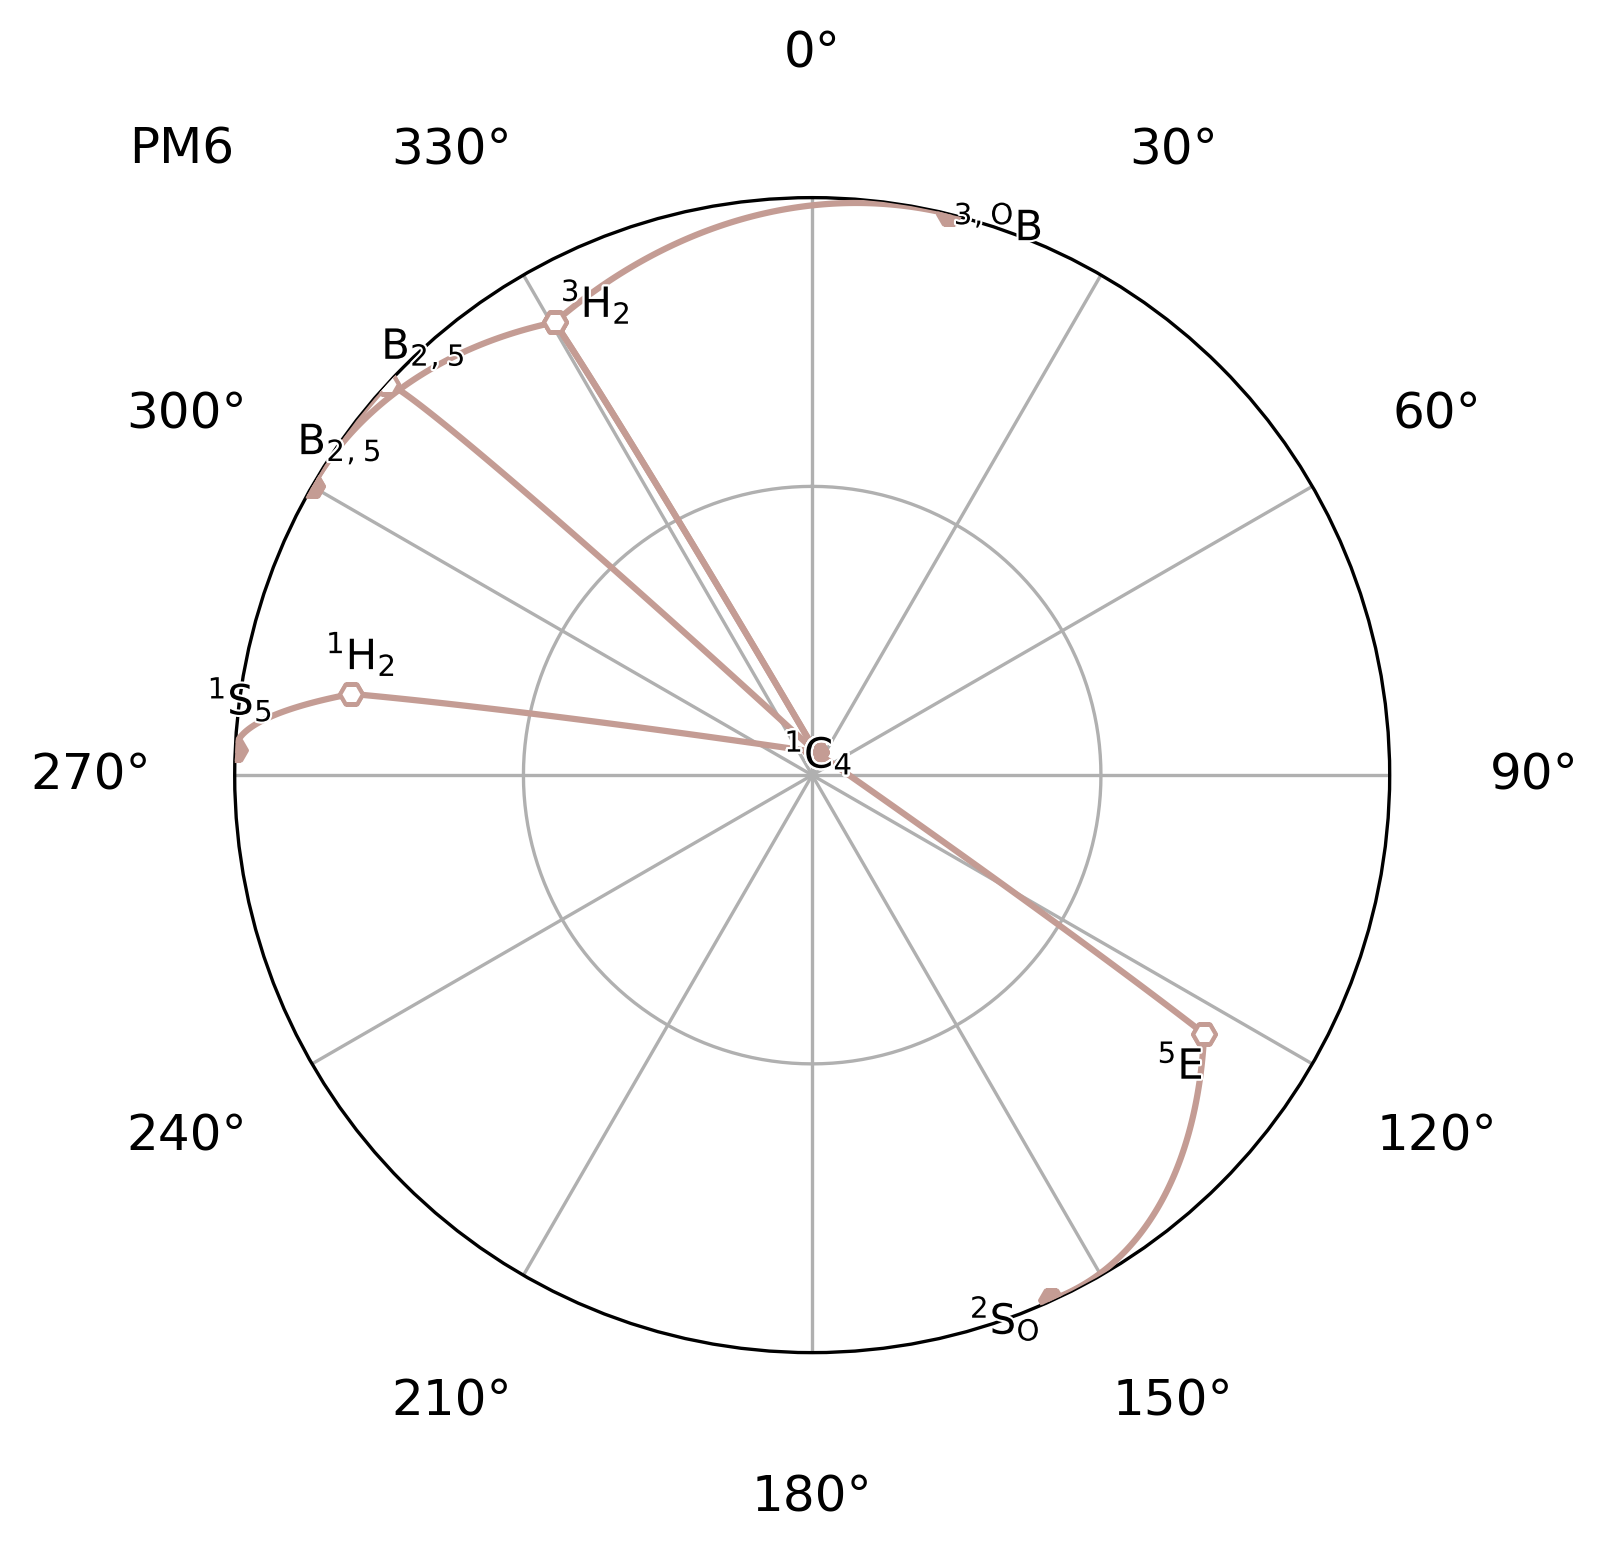 0°
PM6
330°
30°
³,ᴼB
³H₂
B₂,₅
300°
60°
B₂,₅
¹H₂
¹S₅
¹C₄
270°
90°
⁵E
240°
120°
²S_O
210°
150°
180°